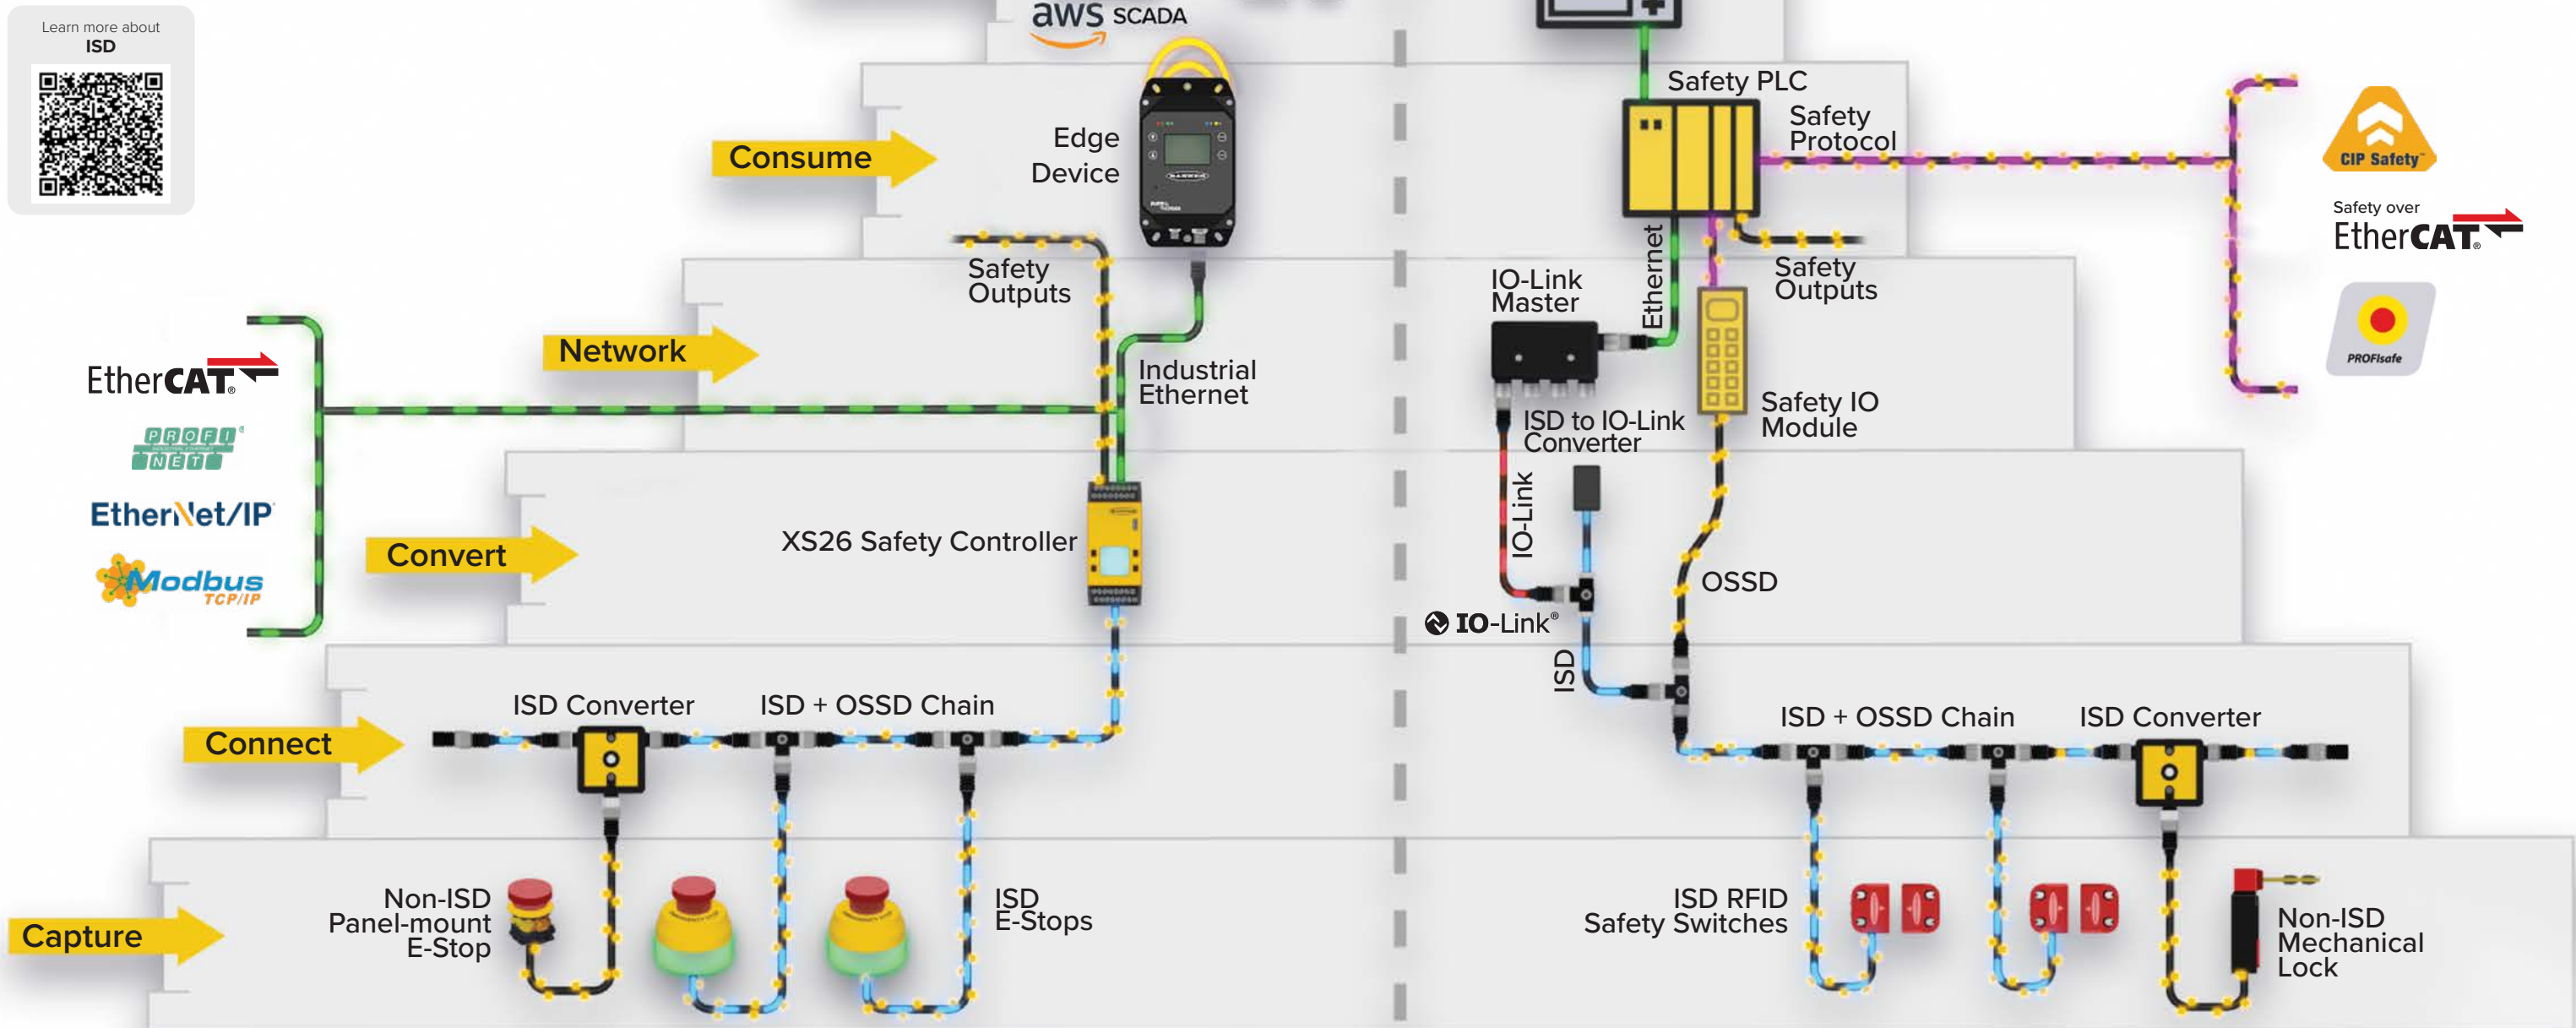 Learn more about
ISD
aws SCADA
Consume
Edge
Device
Safety
Outputs
Network
Industrial
Ethernet
EtherCAT®
PROFI®
INDUSTRIAL ETHERNET
NET
EtherNet/IP
Modbus
TCP/IP
Convert
XS26 Safety Controller
Connect
ISD Converter
ISD + OSSD Chain
Capture
Non-ISD
Panel-mount
E-Stop
ISD
E-Stops
Safety PLC
Safety
Protocol
CIP Safety™
Safety over
EtherCAT®
PROFIsafe
Ethernet
Safety
Outputs
IO-Link
Master
Safety IO
Module
ISD to IO-Link
Converter
IO-Link
OSSD
IO-Link®
ISD
ISD + OSSD Chain
ISD Converter
ISD RFID
Safety Switches
Non-ISD
Mechanical
Lock
BANNER